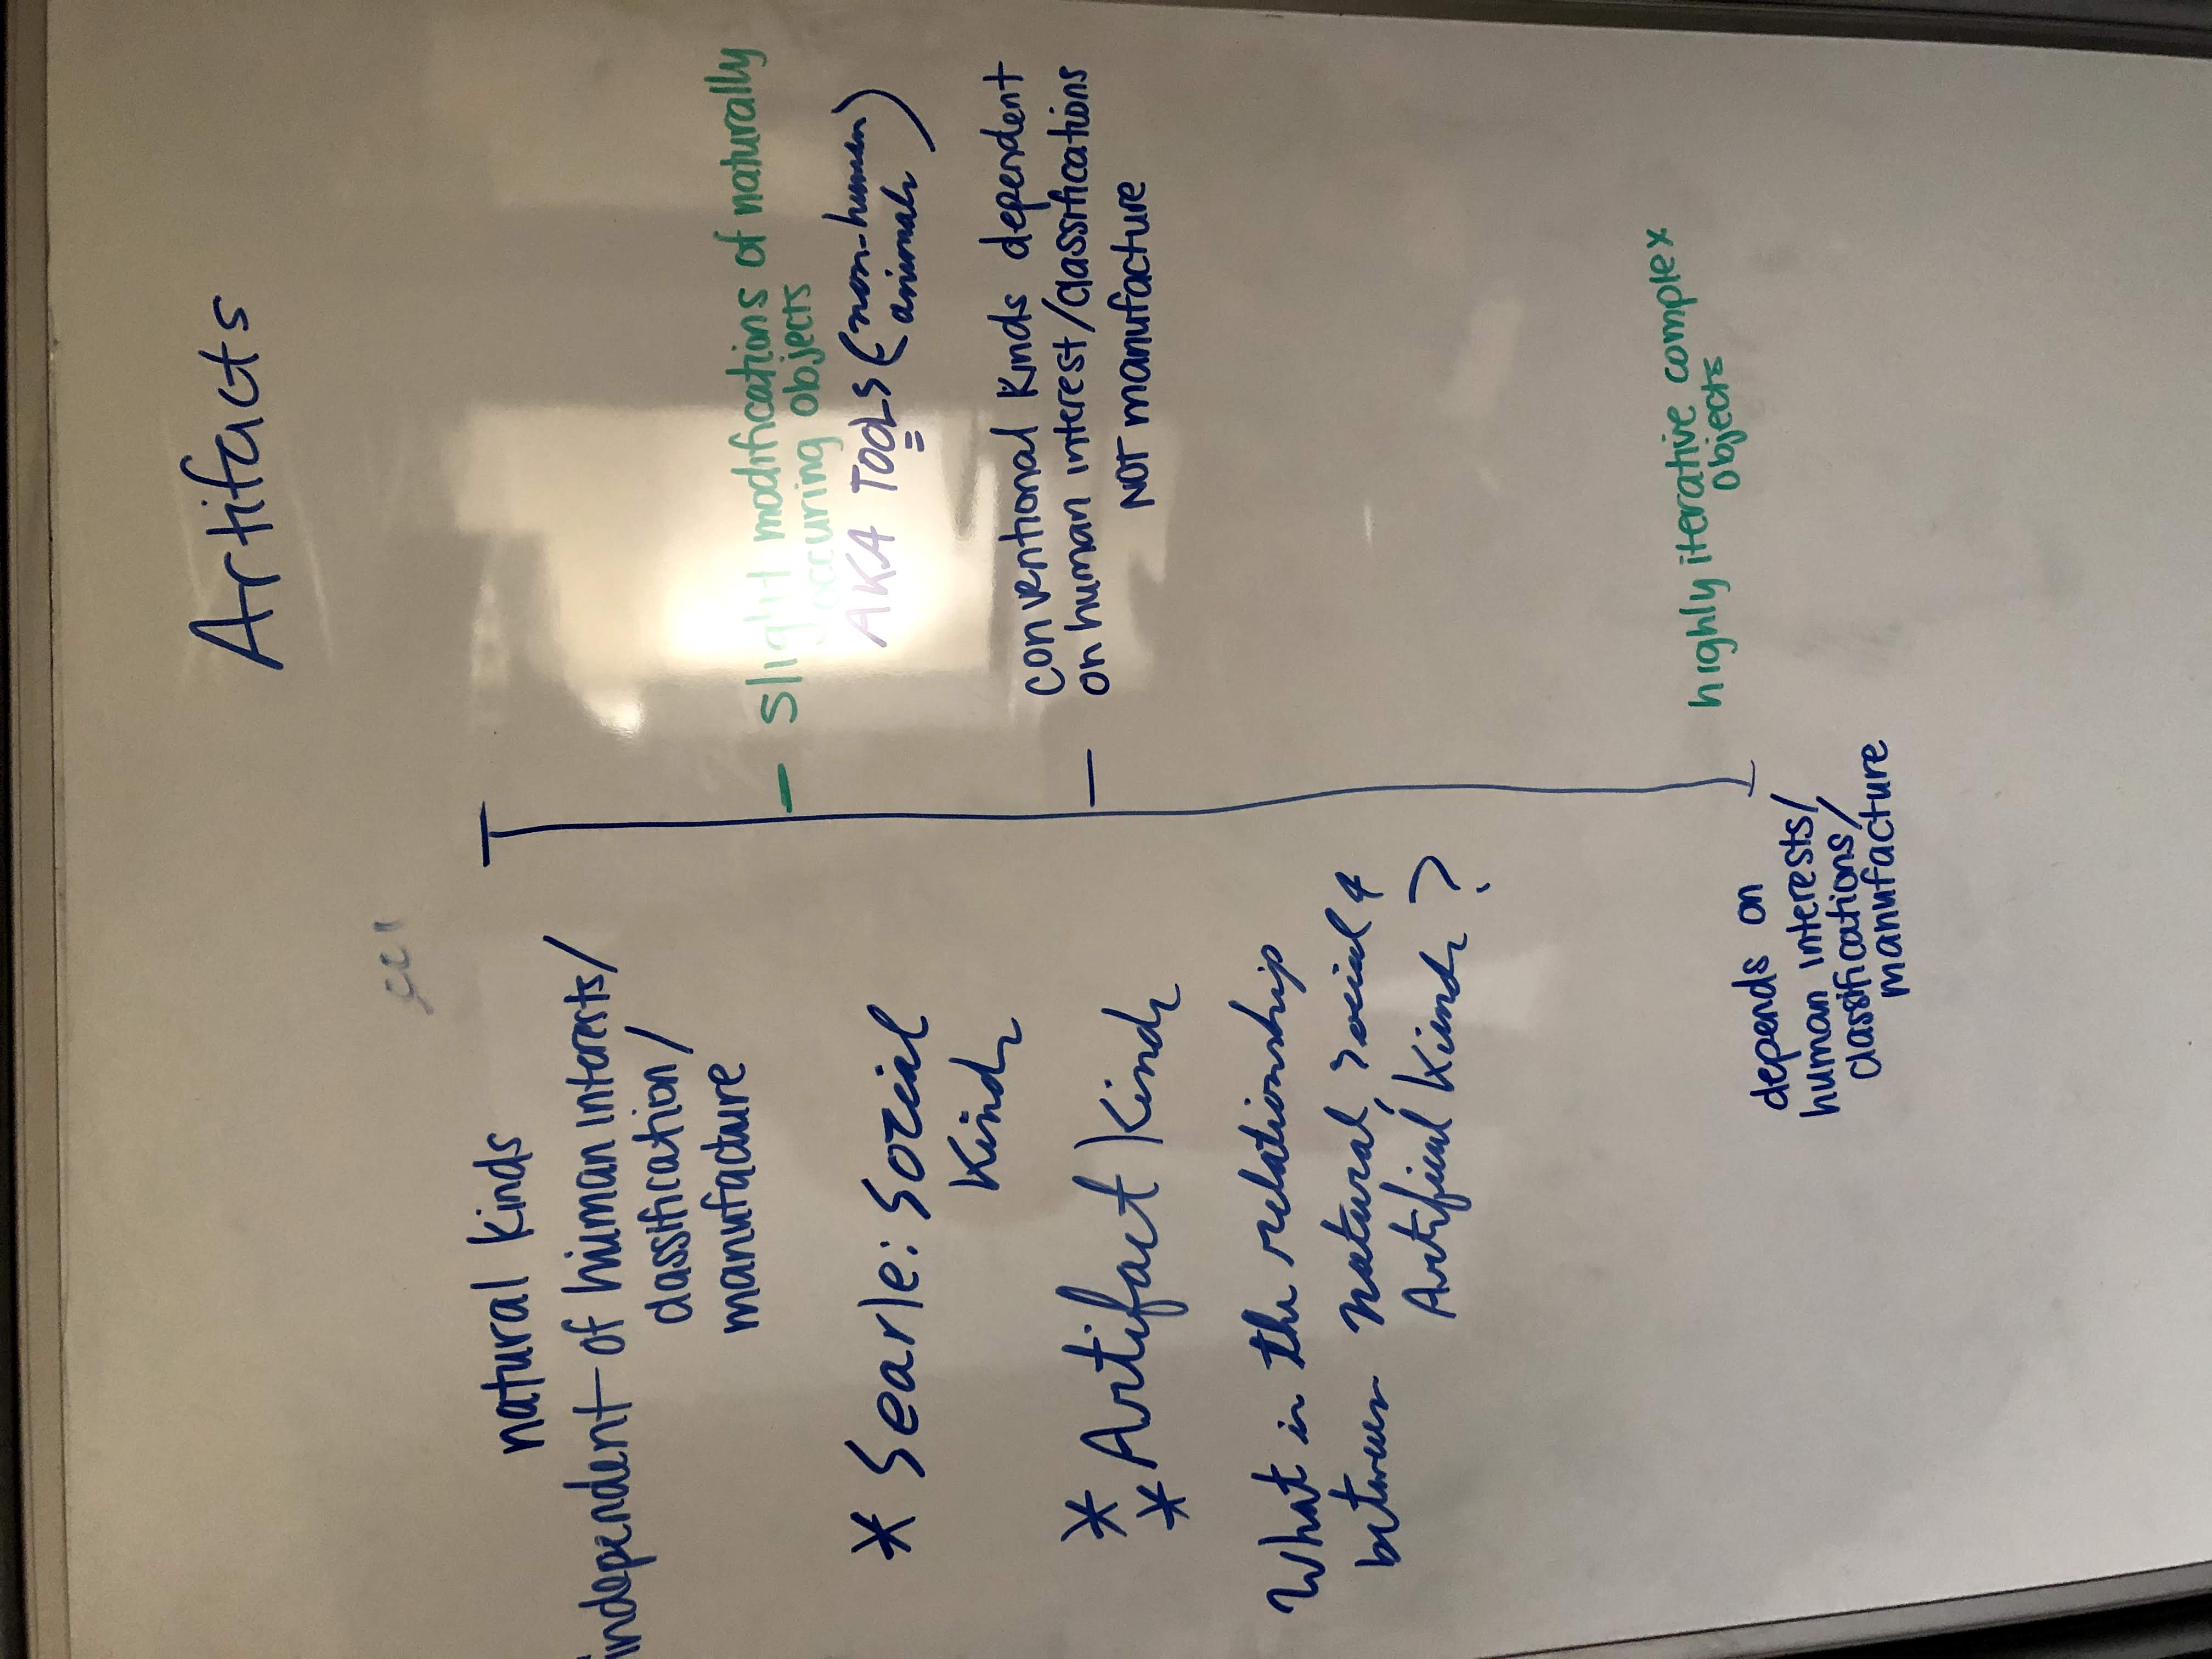 Artifacts
natural kinds
independent of human interests/
classification/
manufacture
* Searle: Social
Kinds
* Artifact Kinds
*
What is the relationship
between natural, social &
Artifical Kinds?
slight modifications of naturally
occuring objects
AKA TOOLS (non-human
animals)
conventional kinds dependent
on human interest/classifications
NOT manufacture
highly iterative complex
objects
depends on
human interests/
classifications/
manufacture